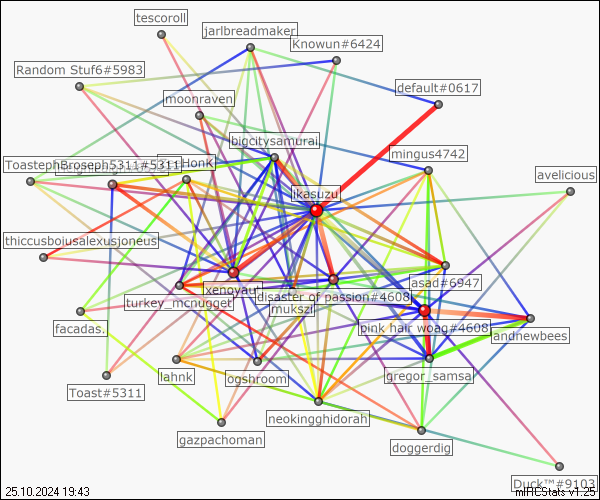 tescoroll
jarlbreadmaker
Knowun#6424
Random Stuf6#5983
default#0617
moonraven
bigcitysamurai
mingus4742
Broseph5311#5311
HonK
avelicious
ikasuzu
thiccusboiusalexusjoneus
xenoyaut
asad#6947
turkey_mcnugget
disaster of passion#4608
mukszi
facadas.
pink hair woag#4608
andnewbees
lahnk
ogshroom
gregor_samsa
Toast#5311
neokingghidorah
gazpachoman
doggerdig
Duck™#9103
25.10.2024 19:43
mIRCStats v1.25